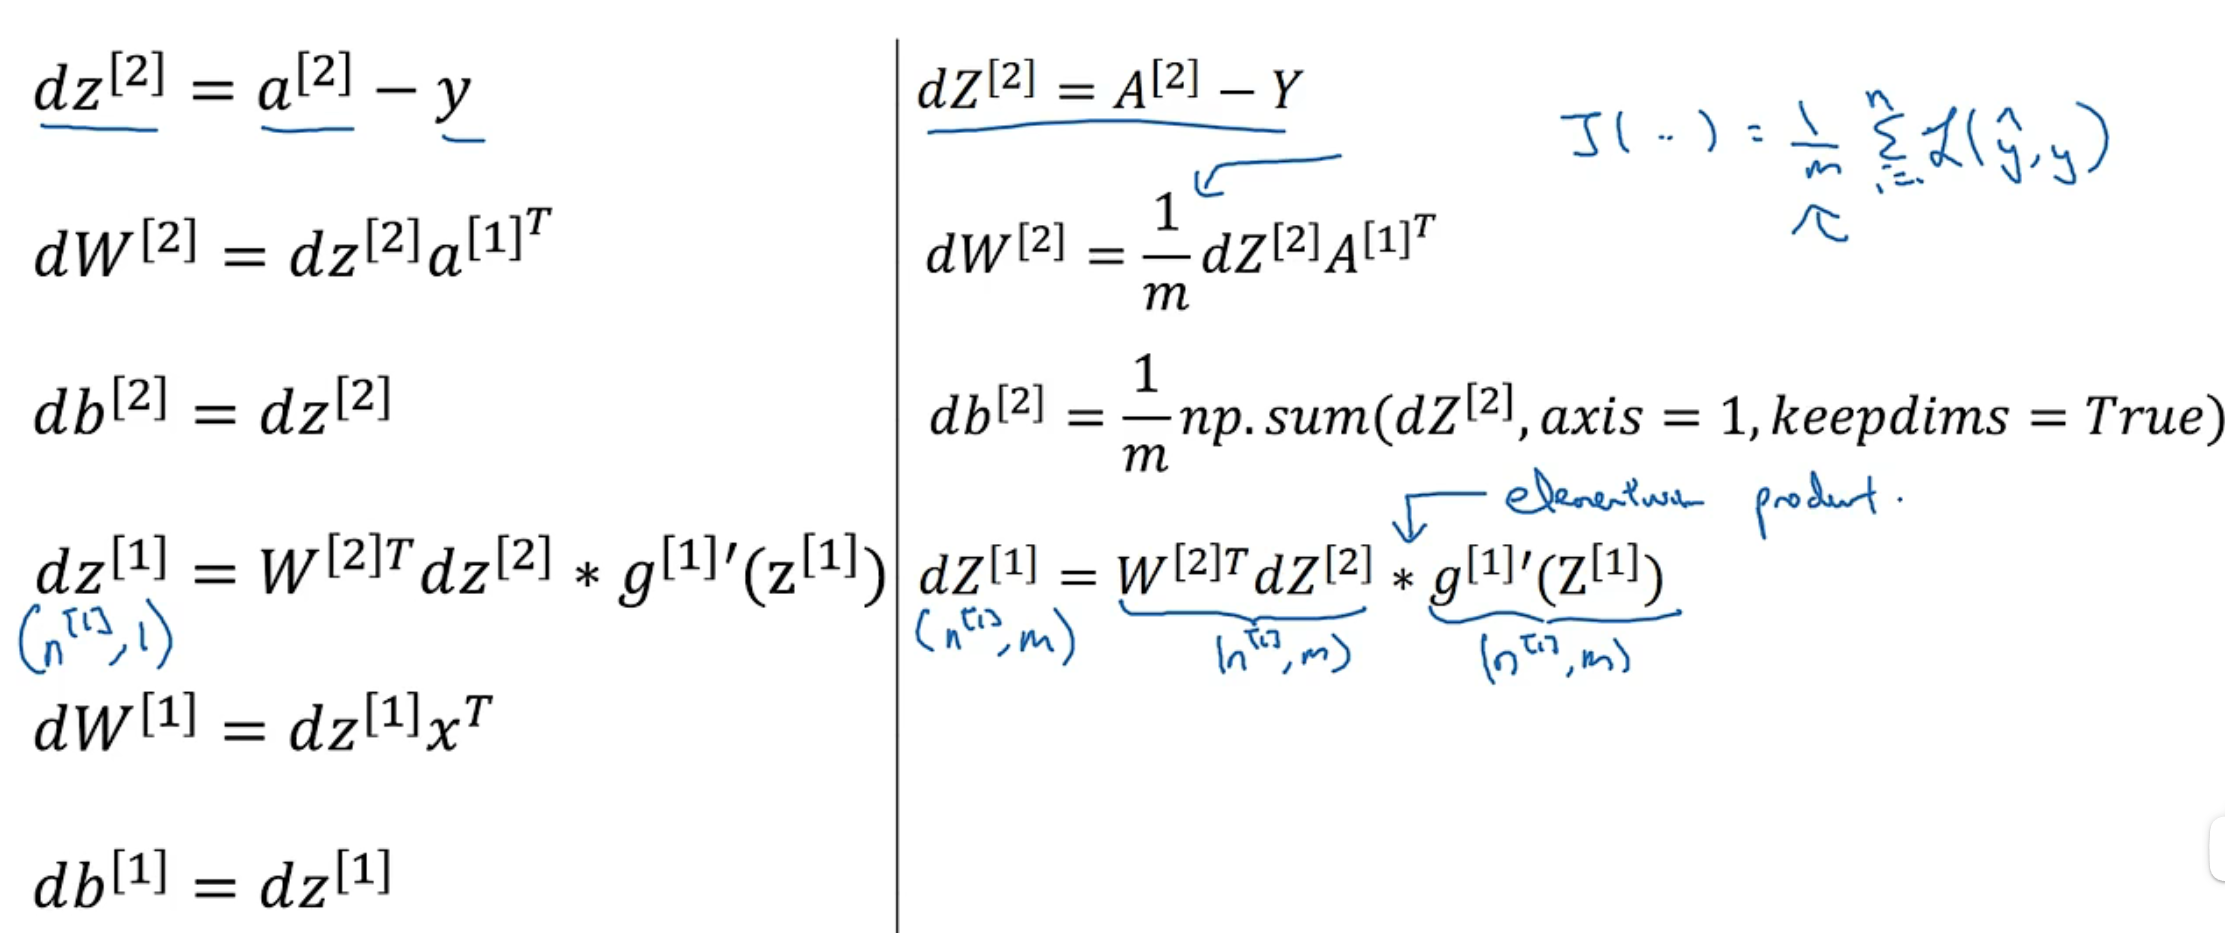 dz^[2] = a^[2] − y
dW^[2] = dz^[2]a^[1]^T
db^[2] = dz^[2]
dz^[1] = W^[2]T dz^[2] * g^[1]′(z^[1])
(n^[1], 1)
dW^[1] = dz^[1]x^T
db^[1] = dz^[1]
dZ^[2] = A^[2] − Y
J(..) = 1/m Σ L(ŷ, y)
dW^[2] = 1/m dZ^[2]A^[1]^T
db^[2] = 1/m np.sum(dZ^[2], axis = 1, keepdims = True)
elementwise product.
dZ^[1] = W^[2]T dZ^[2] * g^[1]′(Z^[1])
(n^[1], m) (n^[1], m) (n^[1], m)